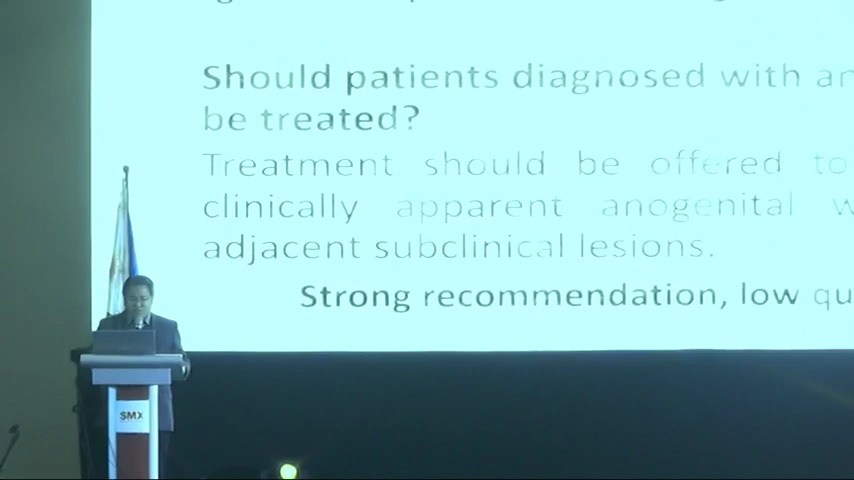 Should patients diagnosed with an
be treated?
Treatment should be offered to
clinically apparent anogenital w
adjacent subclinical lesions.
Strong recommendation, low qu
SMX